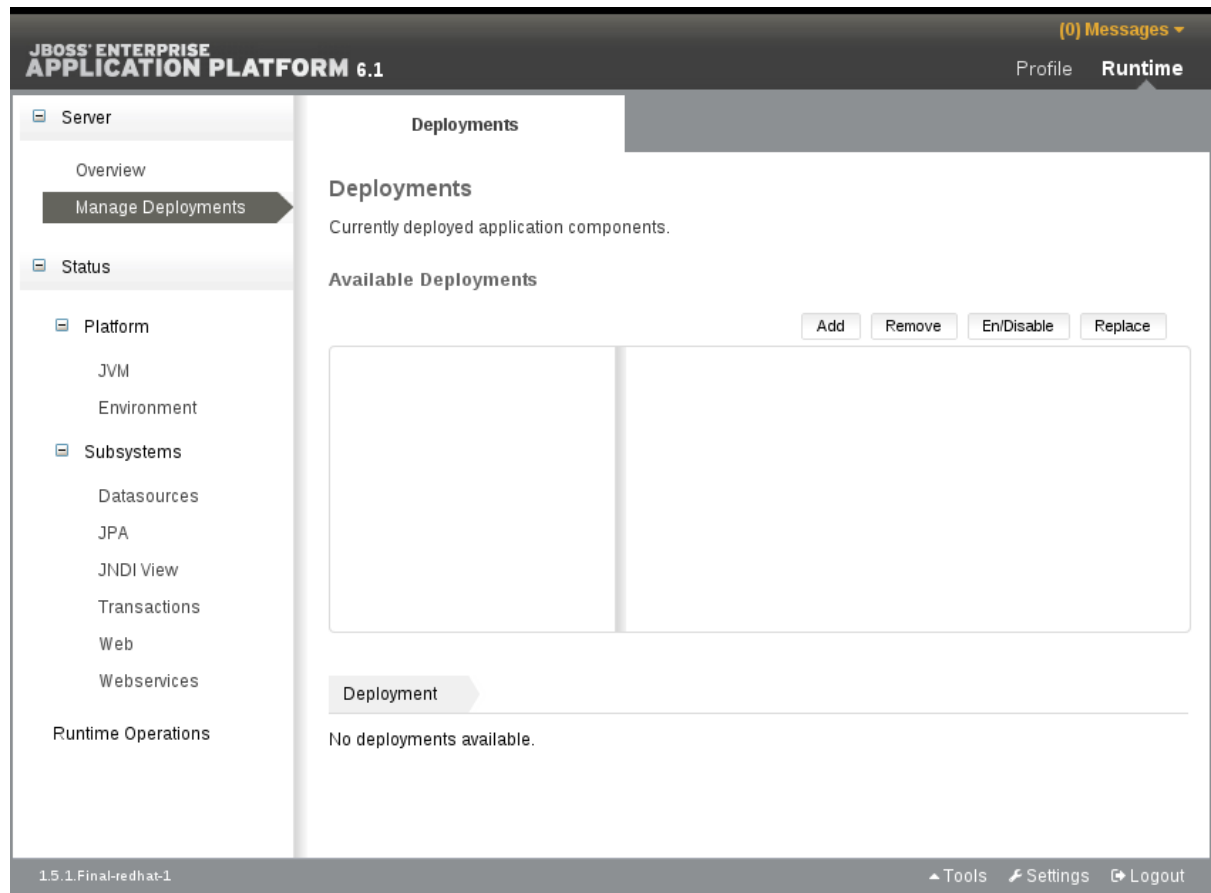 (0) Messages
JBOSS' ENTERPRISE
APPLICATION PLATFORM 6.1
Profile Runtime
Server
Overview
Manage Deployments
Status
Platform
JVM
Environment
Subsystems
Datasources
JPA
JNDI View
Transactions
Web
Webservices
Runtime Operations
Deployments
Deployments
Currently deployed application components.
Available Deployments
Add Remove En/Disable Replace
Deployment
No deployments available.
1.5.1.Final-redhat-1
Tools Settings Logout